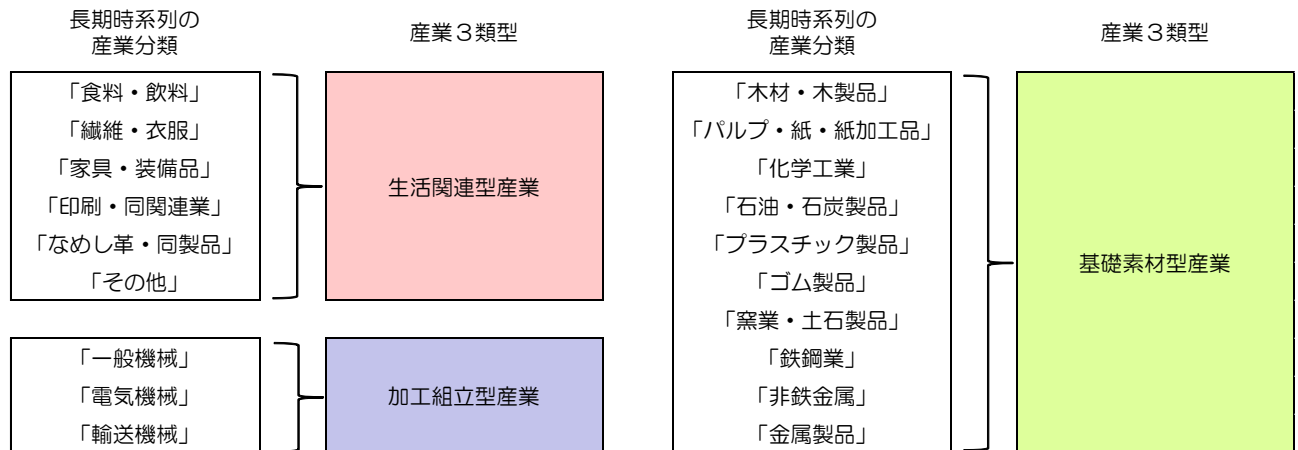 長期時系列の
産業分類
産業３類型
「食料・飲料」
「繊維・衣服」
「家具・装備品」
「印刷・同関連業」
「なめし革・同製品」
「その他」
生活関連型産業
「一般機械」
「電気機械」
「輸送機械」
加工組立型産業
長期時系列の
産業分類
産業３類型
「木材・木製品」
「パルプ・紙・紙加工品」
「化学工業」
「石油・石炭製品」
「プラスチック製品」
「ゴム製品」
「窯業・土石製品」
「鉄鋼業」
「非鉄金属」
「金属製品」
基礎素材型産業